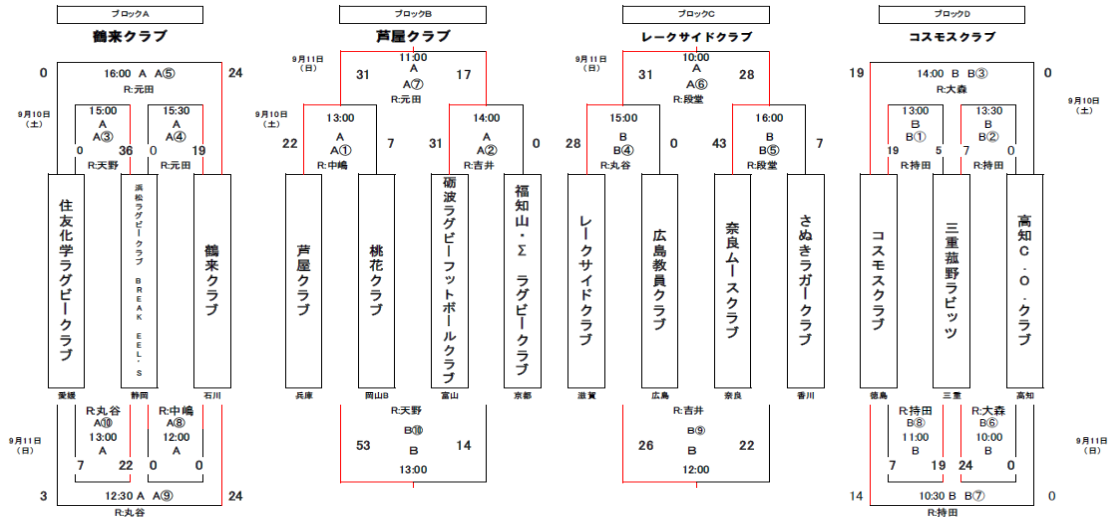 ブロックA
鶴来クラブ
0
16:00 A A⑤
24
R:元田
9月10日
(土)
15:00
A
A③
0
36
R:天野
15:30
A
A④
0
19
R:元田
住友化学ラグビークラブ
浜松ラグビークラブ BREAK EEL・S
鶴来クラブ
愛媛
静岡
石川
9月11日
(日)
R:丸谷
A⑩
13:00
A
7
22
R:中嶋
A⑧
12:00
A
0
0
3
12:30 A A⑨
24
R:丸谷
ブロックB
芦屋クラブ
9月11日
(日)
11:00
31
A
17
A⑦
R:元田
9月10日
(土)
13:00
22
A
7
A①
R:中嶋
14:00
31
A
0
A②
R:吉井
芦屋クラブ
桃花クラブ
砺波ラグビーフットボールクラブ
福知山・Σ ラグビークラブ
兵庫
岡山B
富山
京都
R:天野
B⑩
53
14
B
13:00
ブロックC
レークサイドクラブ
9月11日
(日)
10:00
31
A
28
A⑥
R:段堂
15:00
28
B
0
B④
R:丸谷
16:00
43
B
7
B⑤
R:段堂
レークサイドクラブ
広島教員クラブ
奈良ムースクラブ
さぬきラガークラブ
滋賀
広島
奈良
香川
R:吉井
B⑨
26
22
B
12:00
ブロックD
コスモスクラブ
19
14:00 B B③
0
R:大森
9月10日
(土)
13:00
B
B①
19
5
R:持田
13:30
B
B②
7
0
R:持田
コスモスクラブ
三重菰野ラビッツ
高知C.O.クラブ
徳島
三重
高知
9月11日
(日)
R:持田
B⑧
11:00
B
7
19
R:大森
B⑥
10:00
B
24
0
14
10:30 B B⑦
0
R:持田